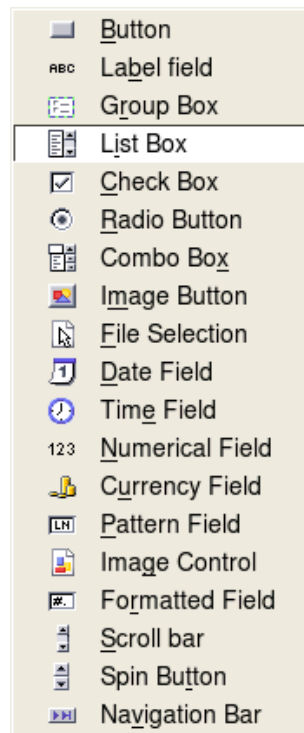 Button
ABC Label field
Group Box
List Box
Check Box
Radio Button
Combo Box
Image Button
File Selection
1 Date Field
Time Field
123 Numerical Field
Currency Field
LN Pattern Field
Image Control
#. Formatted Field
Scroll bar
Spin Button
Navigation Bar